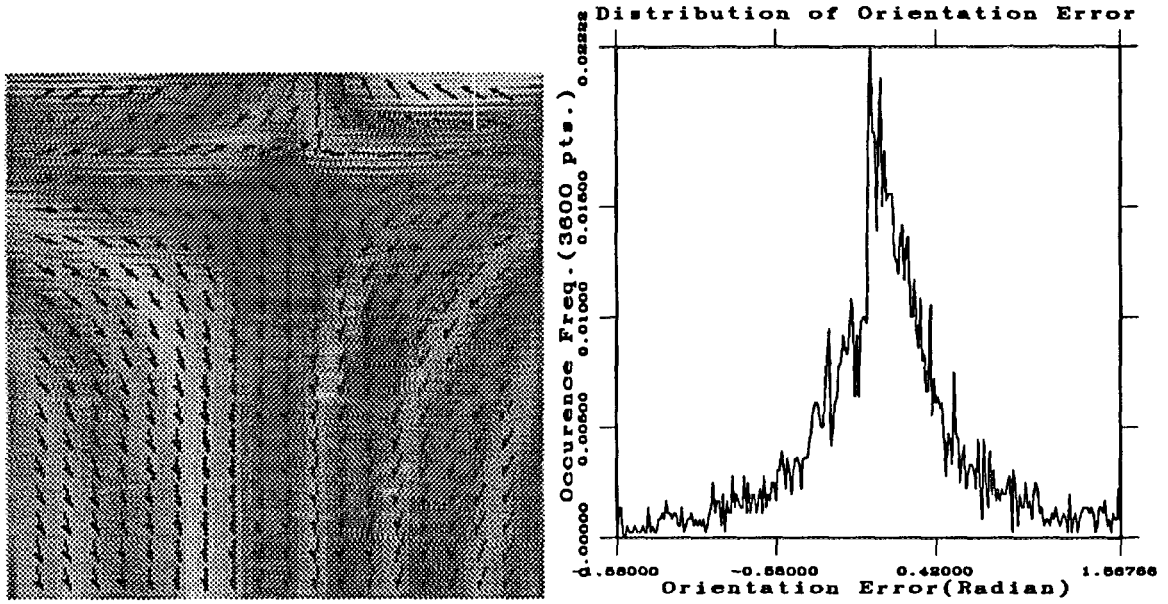 Distribution of Orientation Error
Occurence Freq.(3600 pts.)
0.02222
0.01500
0.01000
0.00500
0.00000
-1.58000 -0.58000 0.42000 1.56766
Orientation Error(Radian)